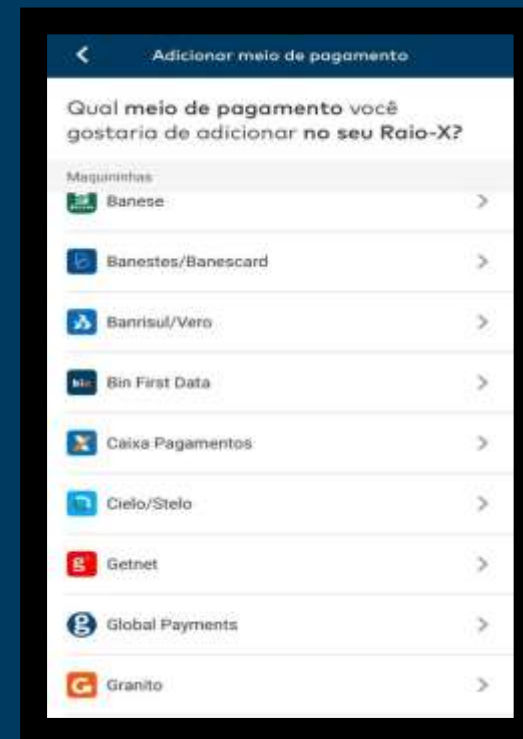 Adicionar meio de pagamento
Qual meio de pagamento você
gostaria de adicionar no seu Raio-X?
Maquininhas
Banese
Banestes/Banescard
Banrisul/Vero
bin Bin First Data
Caixa Pagamentos
Cielo/Stelo
g Getnet
g Global Payments
G Granito